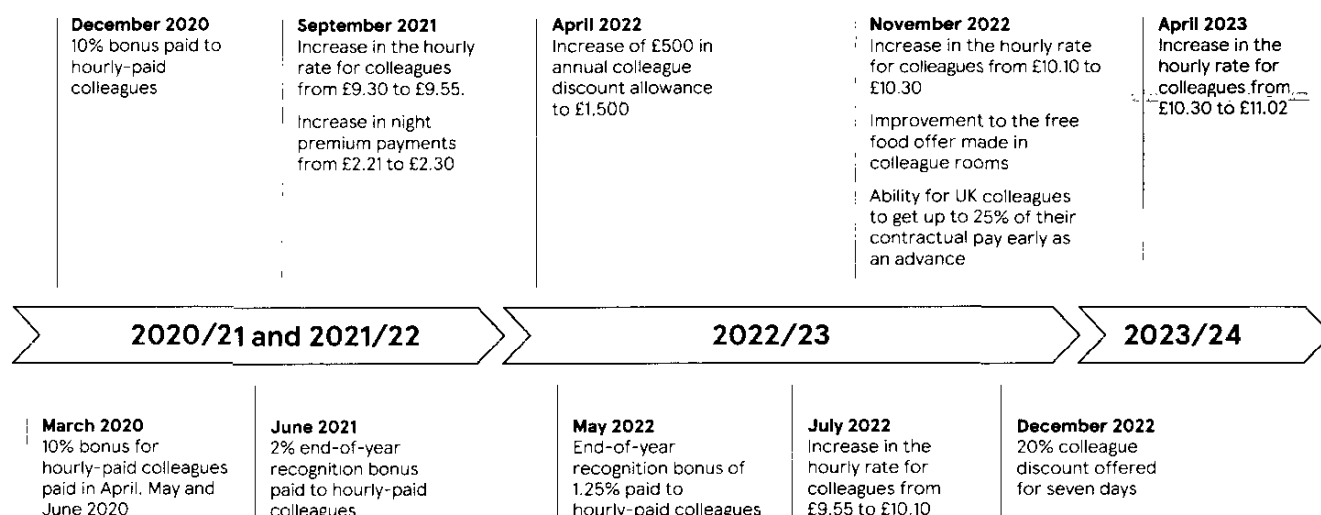 December 2020
10% bonus paid to
hourly-paid
colleagues
September 2021
Increase in the hourly
rate for colleagues
from £9.30 to £9.55.
Increase in night
premium payments
from £2.21 to £2.30
April 2022
Increase of £500 in
annual colleague
discount allowance
to £1,500
November 2022
Increase in the hourly rate
for colleagues from £10.10 to
£10.30
Improvement to the free
food offer made in
colleague rooms
Ability for UK colleagues
to get up to 25% of their
contractual pay early as
an advance
April 2023
Increase in the
hourly rate for
colleagues from
£10.30 to £11.02
2020/21 and 2021/22
2022/23
2023/24
March 2020
10% bonus for
hourly-paid colleagues
paid in April, May and
June 2020
June 2021
2% end-of-year
recognition bonus
paid to hourly-paid
colleagues
May 2022
End-of-year
recognition bonus of
1.25% paid to
hourly-paid colleagues
July 2022
Increase in the
hourly rate for
colleagues from
£9.55 to £10.10
December 2022
20% colleague
discount offered
for seven days